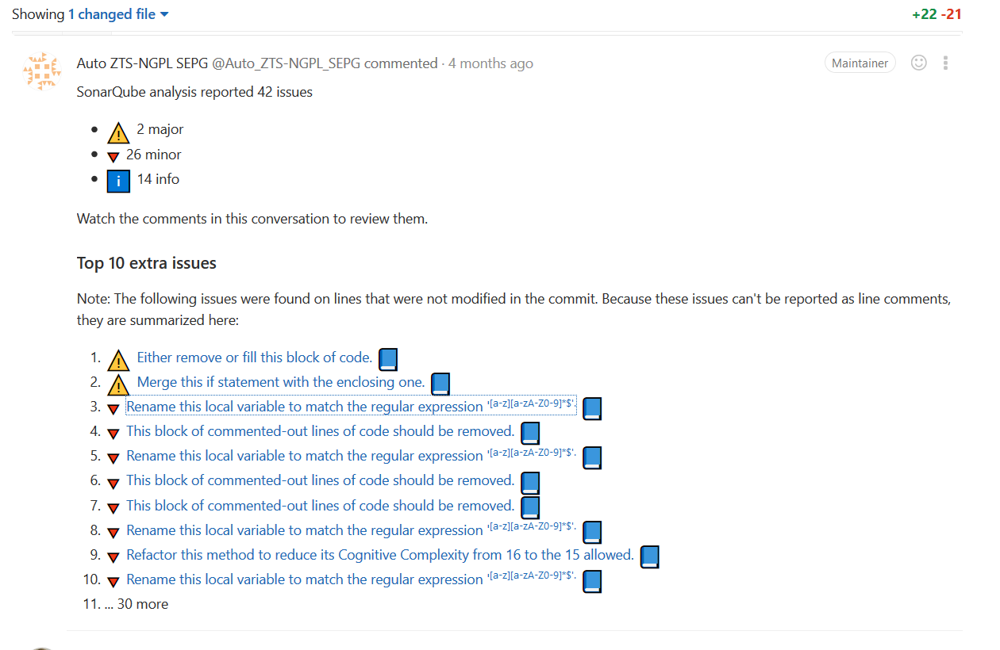 Showing 1 changed file
+22 -21
Auto ZTS-NGPL SEPG @Auto_ZTS-NGPL_SEPG commented · 4 months ago
Maintainer
SonarQube analysis reported 42 issues
• 2 major
• 26 minor
• i 14 info
Watch the comments in this conversation to review them.
Top 10 extra issues
Note: The following issues were found on lines that were not modified in the commit. Because these issues can't be reported as line comments,
they are summarized here:
1. Either remove or fill this block of code.
2. Merge this if statement with the enclosing one.
3. Rename this local variable to match the regular expression '[a-z][a-zA-Z0-9]*$'.
4. This block of commented-out lines of code should be removed.
5. Rename this local variable to match the regular expression '[a-z][a-zA-Z0-9]*$'.
6. This block of commented-out lines of code should be removed.
7. This block of commented-out lines of code should be removed.
8. Rename this local variable to match the regular expression '[a-z][a-zA-Z0-9]*$'.
9. Refactor this method to reduce its Cognitive Complexity from 16 to the 15 allowed.
10. Rename this local variable to match the regular expression '[a-z][a-zA-Z0-9]*$'.
11. ... 30 more